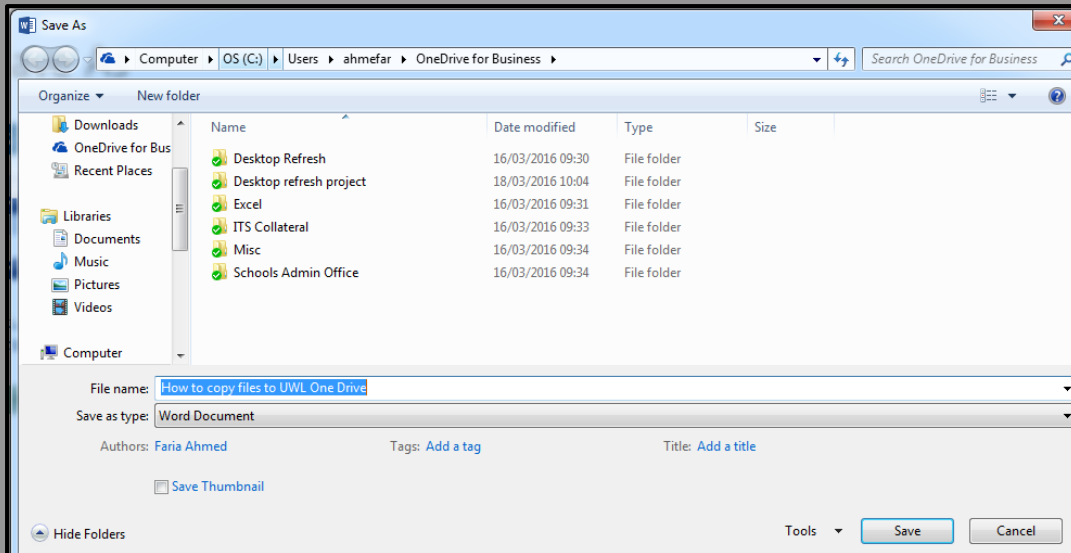 Save As
Computer OS (C:) Users ahmefar OneDrive for Business Search OneDrive for Business
Organize New folder
Downloads
OneDrive for Bus
Recent Places
Libraries
Documents
Music
Pictures
Videos
Computer
Name Date modified Type Size
Desktop Refresh 16/03/2016 09:30 File folder
Desktop refresh project 18/03/2016 10:04 File folder
Excel 16/03/2016 09:31 File folder
ITS Collateral 16/03/2016 09:33 File folder
Misc 16/03/2016 09:34 File folder
Schools Admin Office 16/03/2016 09:34 File folder
File name: How to copy files to UWL One Drive
Save as type: Word Document
Authors: Faria Ahmed Tags: Add a tag Title: Add a title
Save Thumbnail
Hide Folders Tools Save Cancel